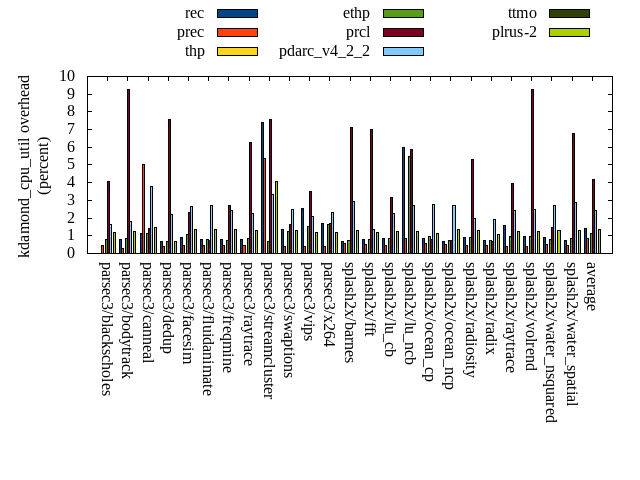 rec
prec
thp
ethp
prcl
pdarc_v4_2_2
ttmo
plrus-2
kdamond_cpu_util overhead
(percent)
10
9
8
7
6
5
4
3
2
1
0
parsec3/blackscholes
parsec3/bodytrack
parsec3/canneal
parsec3/dedup
parsec3/facesim
parsec3/fluidanimate
parsec3/freqmine
parsec3/raytrace
parsec3/streamcluster
parsec3/swaptions
parsec3/vips
parsec3/x264
splash2x/barnes
splash2x/fft
splash2x/lu_cb
splash2x/lu_ncb
splash2x/ocean_cp
splash2x/ocean_ncp
splash2x/radiosity
splash2x/radix
splash2x/raytrace
splash2x/volrend
splash2x/water_nsquared
splash2x/water_spatial
average